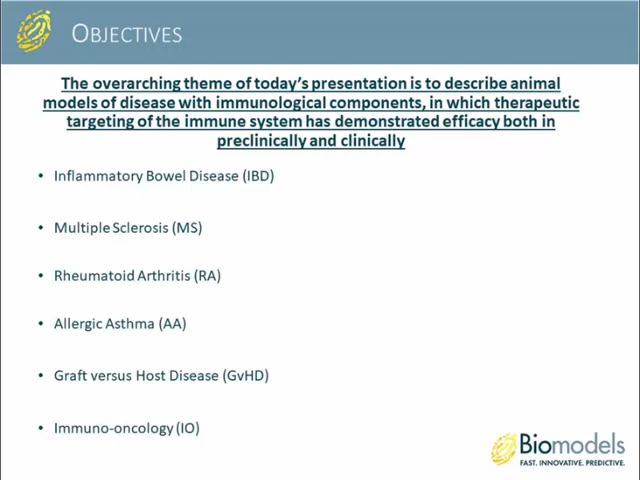 OBJECTIVES
The overarching theme of today's presentation is to describe animal
models of disease with immunological components, in which therapeutic
targeting of the immune system has demonstrated efficacy both in
preclinically and clinically
• Inflammatory Bowel Disease (IBD)
• Multiple Sclerosis (MS)
• Rheumatoid Arthritis (RA)
• Allergic Asthma (AA)
• Graft versus Host Disease (GvHD)
• Immuno-oncology (IO)
Biomodels
FAST. INNOVATIVE. PREDICTIVE.